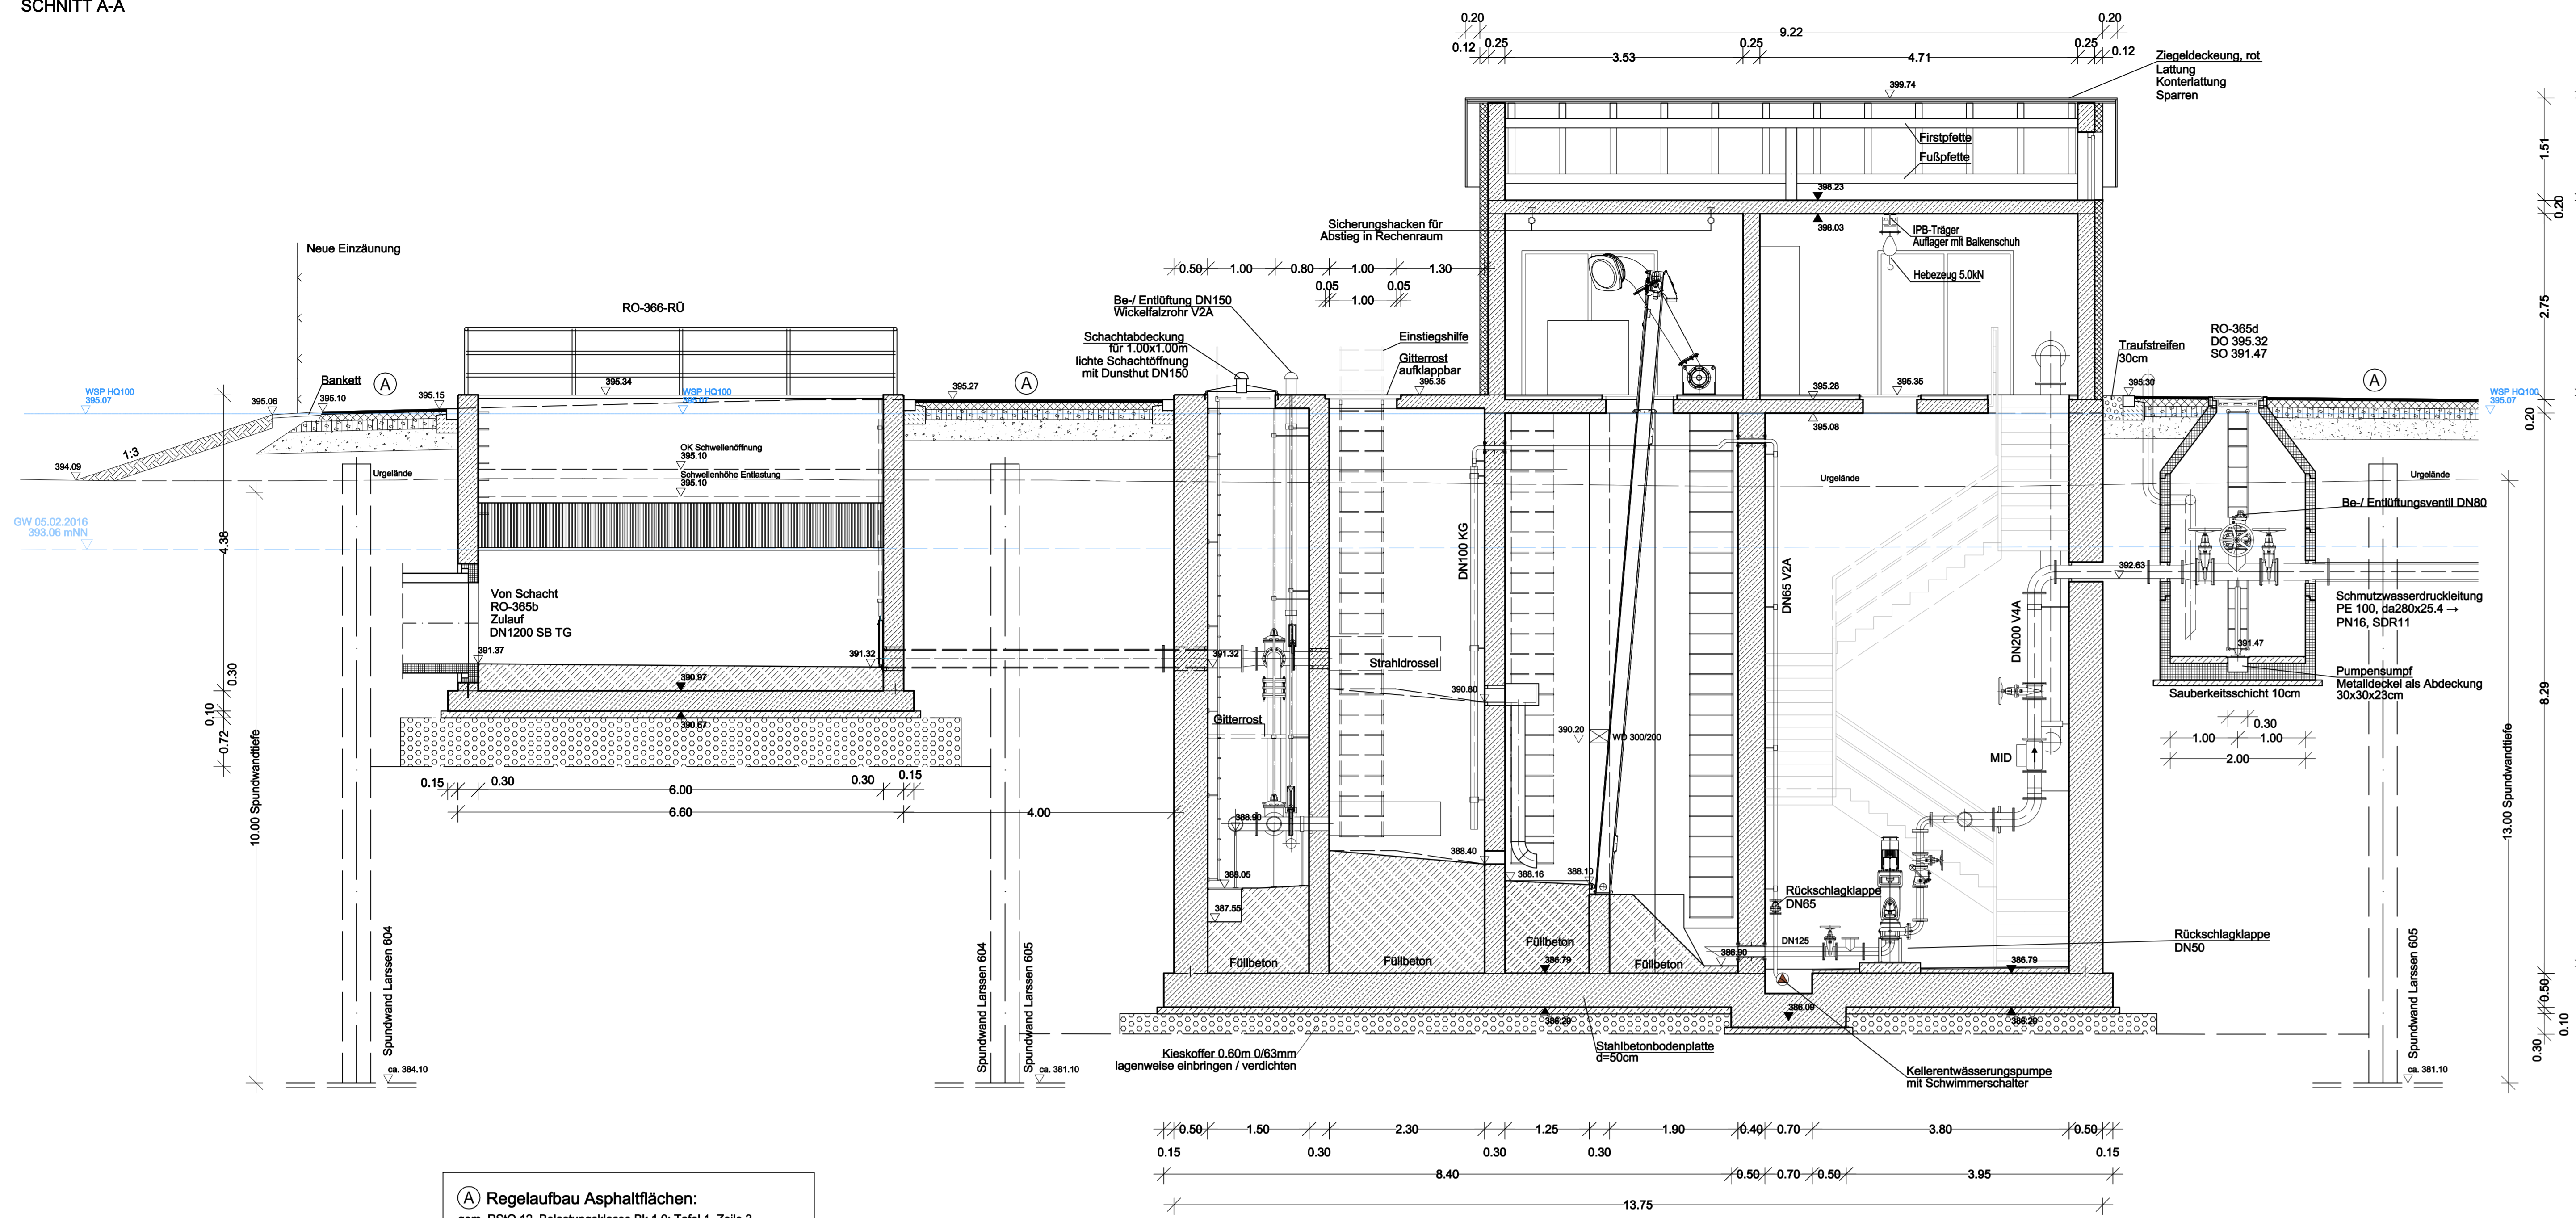 SCHNITT A-A
0.20
9.22
0.20
0.12
0.25
3.53
0.25
4.71
0.25
0.12
Ziegeldeckeung, rot
Lattung
Konterlattung
Sparren
399.74
Firstpfette
Fußpfette
1.51
398.23
0.20
398.03
Sicherungshacken für
Abstieg in Rechenraum
IPB-Träger
Auflager mit Balkenschuh
Hebezeug 5.0kN
2.75
Neue Einzäunung
RO-366-RÜ
0.50
1.00
0.80
1.00
1.30
0.05
1.00
0.05
Be-/ Entlüftung DN150
Wickelfalzrohr V2A
Schachtabdeckung
für 1.00x1.00m
lichte Schachtöffnung
mit Dunsthut DN150
Einstiegshilfe
Gitterrost
aufklappbar
Traufstreifen
30cm
RO-365d
DO 395.32
SO 391.47
Bankett
A
WSP HQ100
395.07
395.06
395.10
395.15
395.34
WSP HQ100
395.07
395.27
A
395.35
395.28
395.35
395.08
395.30
A
WSP HQ100
395.07
0.20
1:3
394.09
Urgelände
OK Schwellenöffnung
395.10
Schwellenhöhe Entlastung
395.10
Urgelände
Urgelände
GW 05.02.2016
393.06 mNN
4.38
Be-/ Entlüftungsventil DN80
DN100 KG
DN65 V2A
DN200 V4A
392.63
Von Schacht
RO-365b
Zulauf
DN1200 SB TG
391.37
391.32
391.32
Strahldrossel
391.47
Schmutzwasserdruckleitung
PE 100, da280x25.4 →
PN16, SDR11
Pumpensumpf
Metalldeckel als Abdeckung
30x30x23cm
Sauberkeitsschicht 10cm
0.30
390.97
390.80
0.10
390.67
0.72
Gitterrost
390.20
WD 300/200
MID
0.30
1.00
1.00
2.00
8.29
0.15
0.30
6.00
0.30
0.15
6.60
4.00
10.00 Spundwandtiefe
13.00 Spundwandtiefe
388.90
388.40
388.05
388.16
388.10
387.55
Rückschlagklappe
DN65
DN125
Rückschlagklappe
DN50
Füllbeton
Füllbeton
Füllbeton
Füllbeton
386.90
386.79
386.79
386.29
386.09
386.29
0.50
0.10
0.30
Spundwand Larssen 604
Spundwand Larssen 604
Spundwand Larssen 605
Spundwand Larssen 605
Kieskoffer 0.60m 0/63mm
lagenweise einbringen / verdichten
Stahlbetonbodenplatte
d=50cm
Kellerentwässerungspumpe
mit Schwimmerschalter
ca. 384.10
ca. 381.10
ca. 381.10
0.50
1.50
2.30
1.25
1.90
0.40
0.70
3.80
0.50
0.15
0.30
0.30
0.30
0.15
8.40
0.50
0.70
0.50
3.95
13.75
A Regelaufbau Asphaltflächen:
gem. RStO 12, Belastungsklasse Bk 1,0; Tafel 1, Zeile 3